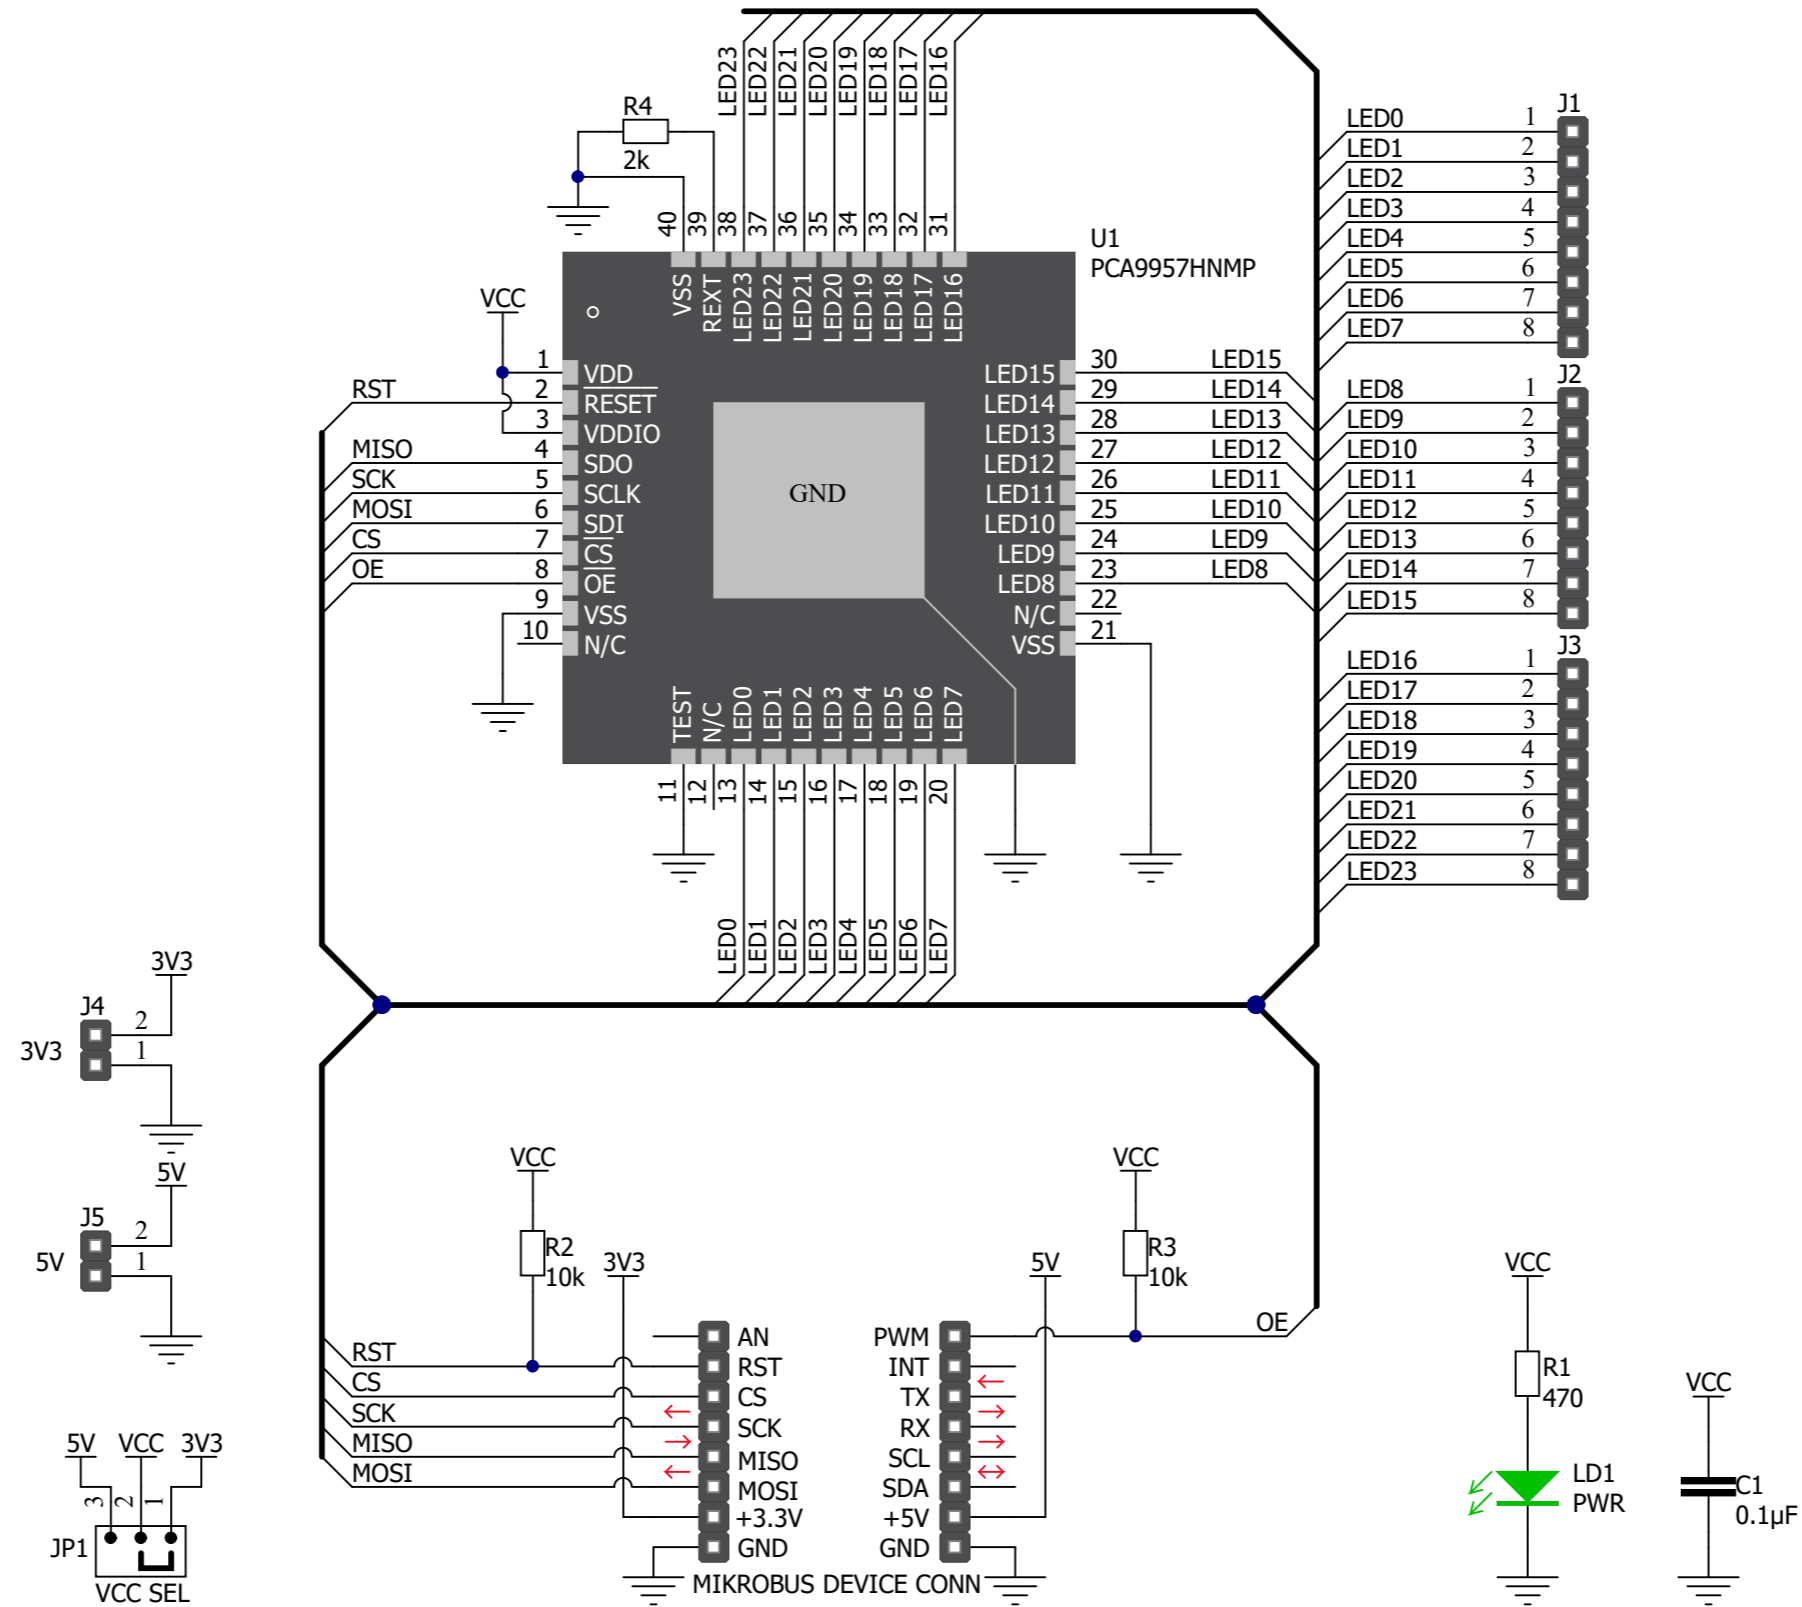 LED23
LED22
LED21
LED20
LED19
LED18
LED17
LED16
R4
2k
40
39
38
37
36
35
34
33
32
31
U1
PCA9957HNMP
VSS
REXT
LED23
LED22
LED21
LED20
LED19
LED18
LED17
LED16
VCC
1 VDD
RST 2 RESET
3 VDDIO
MISO 4 SDO
SCK 5 SCLK
MOSI 6 SDI
CS 7 CS
OE 8 OE
9 VSS
10 N/C
GND
LED15 30 LED15
LED14 29 LED14
LED13 28 LED13
LED12 27 LED12
LED11 26 LED11
LED10 25 LED10
LED9 24 LED9
LED8 23 LED8
N/C 22
VSS 21
TEST
N/C
LED0
LED1
LED2
LED3
LED4
LED5
LED6
LED7
11
12
13
14
15
16
17
18
19
20
LED0
LED1
LED2
LED3
LED4
LED5
LED6
LED7
J1
LED0 1
LED1 2
LED2 3
LED3 4
LED4 5
LED5 6
LED6 7
LED7 8
J2
LED8 1
LED9 2
LED10 3
LED11 4
LED12 5
LED13 6
LED14 7
LED15 8
J3
LED16 1
LED17 2
LED18 3
LED19 4
LED20 5
LED21 6
LED22 7
LED23 8
3V3
J4
2
3V3 1
5V
J5
2
5V 1
5V VCC 3V3
3 2 1
JP1
VCC SEL
VCC
R2
10k
3V3
RST
CS
SCK
MISO
MOSI
AN
RST
CS
SCK
MISO
MOSI
+3.3V
GND
VCC
R3
10k
5V
OE
PWM
INT
TX
RX
SCL
SDA
+5V
GND
MIKROBUS DEVICE CONN
VCC
R1
470
LD1
PWR
VCC
C1
0.1µF